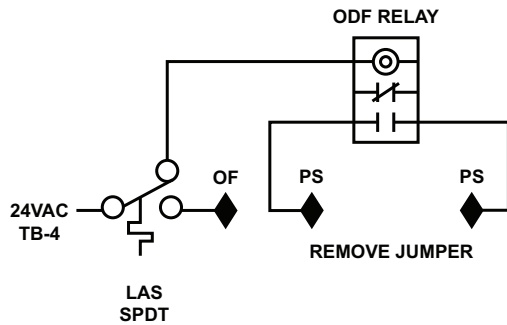 ODF RELAY
OF
PS
PS
24VAC
TB-4
REMOVE JUMPER
LAS
SPDT